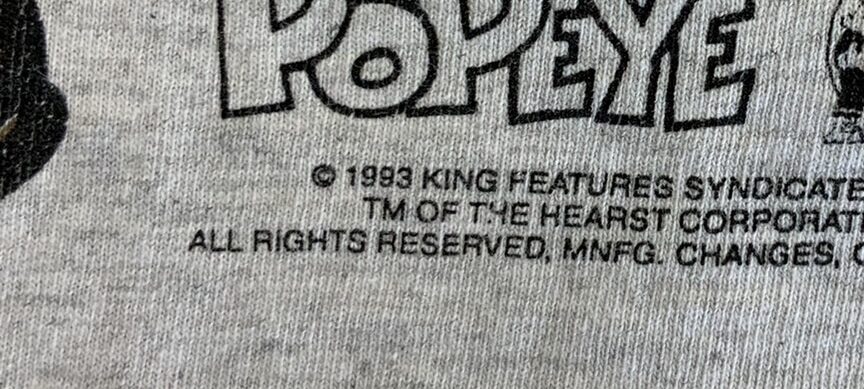 POPEYE
© 1993 KING FEATURES SYNDICATE
TM OF THE HEARST CORPORAT
ALL RIGHTS RESERVED, MNFG. CHANGES,